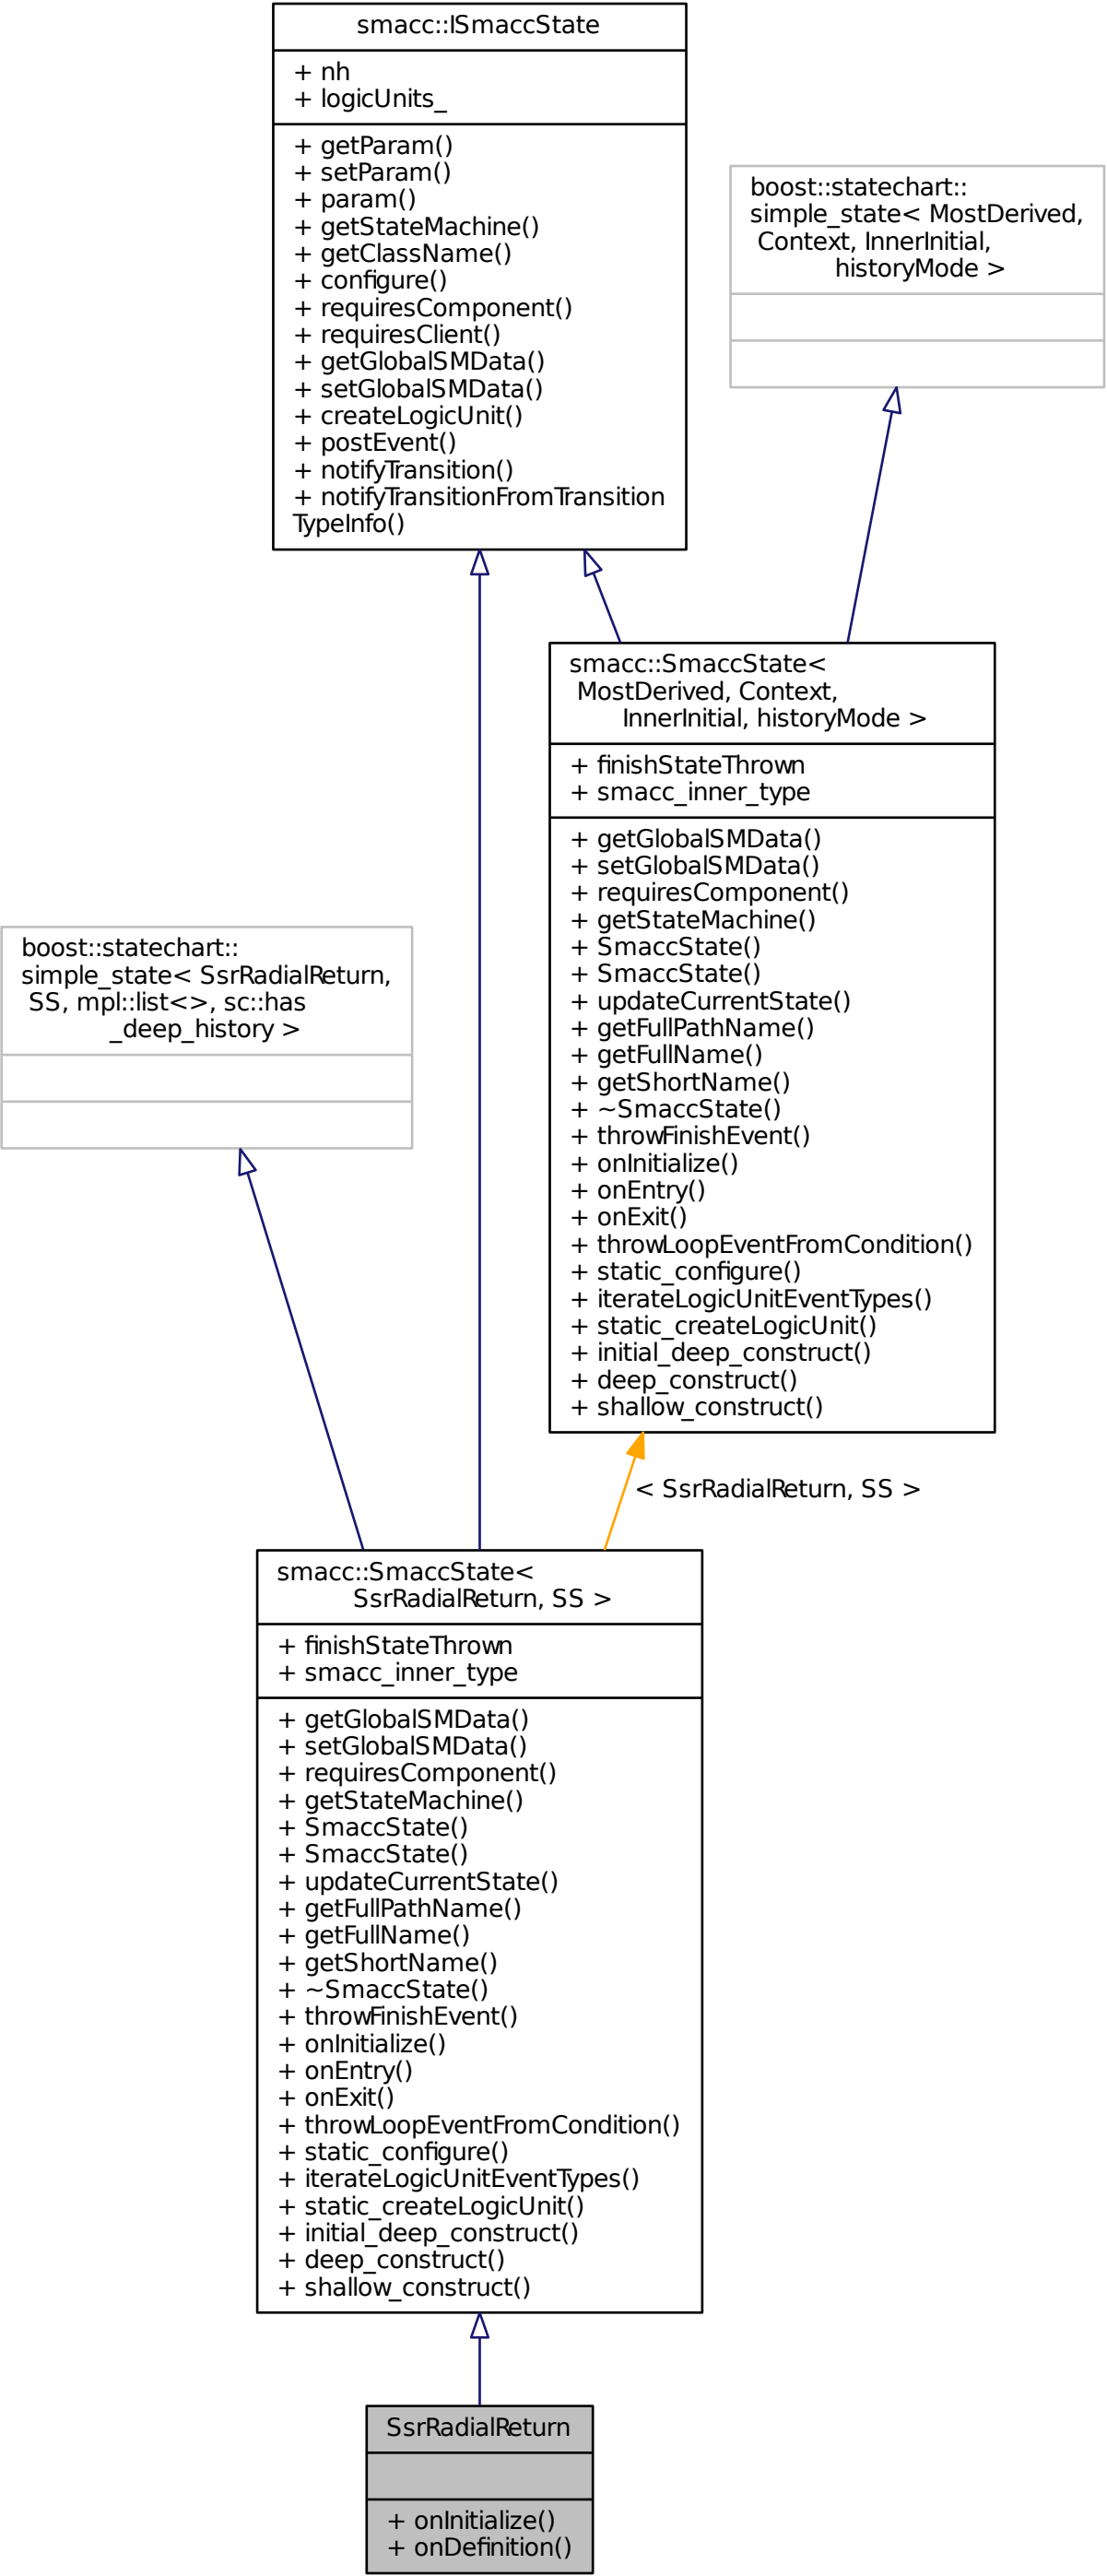 smacc::ISmaccState
+ nh
+ logicUnits_
+ getParam()
+ setParam()
+ param()
+ getStateMachine()
+ getClassName()
+ configure()
+ requiresComponent()
+ requiresClient()
+ getGlobalSMData()
+ setGlobalSMData()
+ createLogicUnit()
+ postEvent()
+ notifyTransition()
+ notifyTransitionFromTransition
TypeInfo()
boost::statechart::
simple_state< MostDerived,
Context, InnerInitial,
historyMode >
smacc::SmaccState<
MostDerived, Context,
InnerInitial, historyMode >
+ finishStateThrown
+ smacc_inner_type
+ getGlobalSMData()
+ setGlobalSMData()
+ requiresComponent()
+ getStateMachine()
+ SmaccState()
+ SmaccState()
+ updateCurrentState()
+ getFullPathName()
+ getFullName()
+ getShortName()
+ ~SmaccState()
+ throwFinishEvent()
+ onInitialize()
+ onEntry()
+ onExit()
+ throwLoopEventFromCondition()
+ static_configure()
+ iterateLogicUnitEventTypes()
+ static_createLogicUnit()
+ initial_deep_construct()
+ deep_construct()
+ shallow_construct()
boost::statechart::
simple_state< SsrRadialReturn,
SS, mpl::list<>, sc::has
_deep_history >
< SsrRadialReturn, SS >
smacc::SmaccState<
SsrRadialReturn, SS >
+ finishStateThrown
+ smacc_inner_type
+ getGlobalSMData()
+ setGlobalSMData()
+ requiresComponent()
+ getStateMachine()
+ SmaccState()
+ SmaccState()
+ updateCurrentState()
+ getFullPathName()
+ getFullName()
+ getShortName()
+ ~SmaccState()
+ throwFinishEvent()
+ onInitialize()
+ onEntry()
+ onExit()
+ throwLoopEventFromCondition()
+ static_configure()
+ iterateLogicUnitEventTypes()
+ static_createLogicUnit()
+ initial_deep_construct()
+ deep_construct()
+ shallow_construct()
SsrRadialReturn
+ onInitialize()
+ onDefinition()